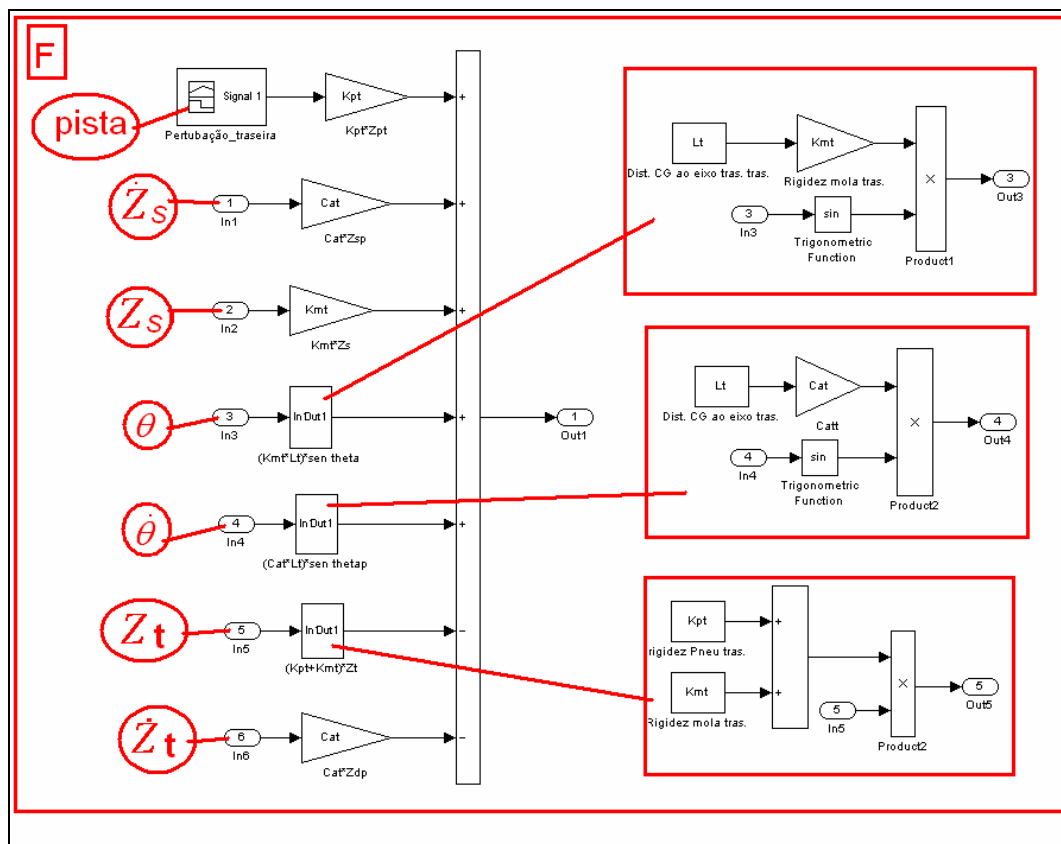 F
pista
Signal 1
Pertubação_traseira
Kpt
Kpt*Zpt
+
Żs
1
In1
Cat
Cat*Zsp
+
Zs
2
In2
Kmt
Kmt*Zs
+
θ
3
In3
In Out1
(Kmt*Lt)*sen theta
+
1
Out1
θ̇
4
In4
In Out1
(Cat*Lt)*sen thetap
+
Zt
5
In5
In Out1
(Kpt+Kmt)*Zt
−
Żt
6
In6
Cat
Cat*Zdp
−
Lt
Dist. CG ao eixo tras. tras.
Kmt
Rigidez mola tras.
3
In3
sin
Trigonometric
Function
×
Product1
3
Out3
Lt
Dist. CG ao eixo tras.
Cat
Catt
4
In4
sin
Trigonometric
Function
×
Product2
4
Out4
Kpt
rigidez Pneu tras.
+
Kmt
Rigidez mola tras.
+
5
In5
×
Product2
5
Out5